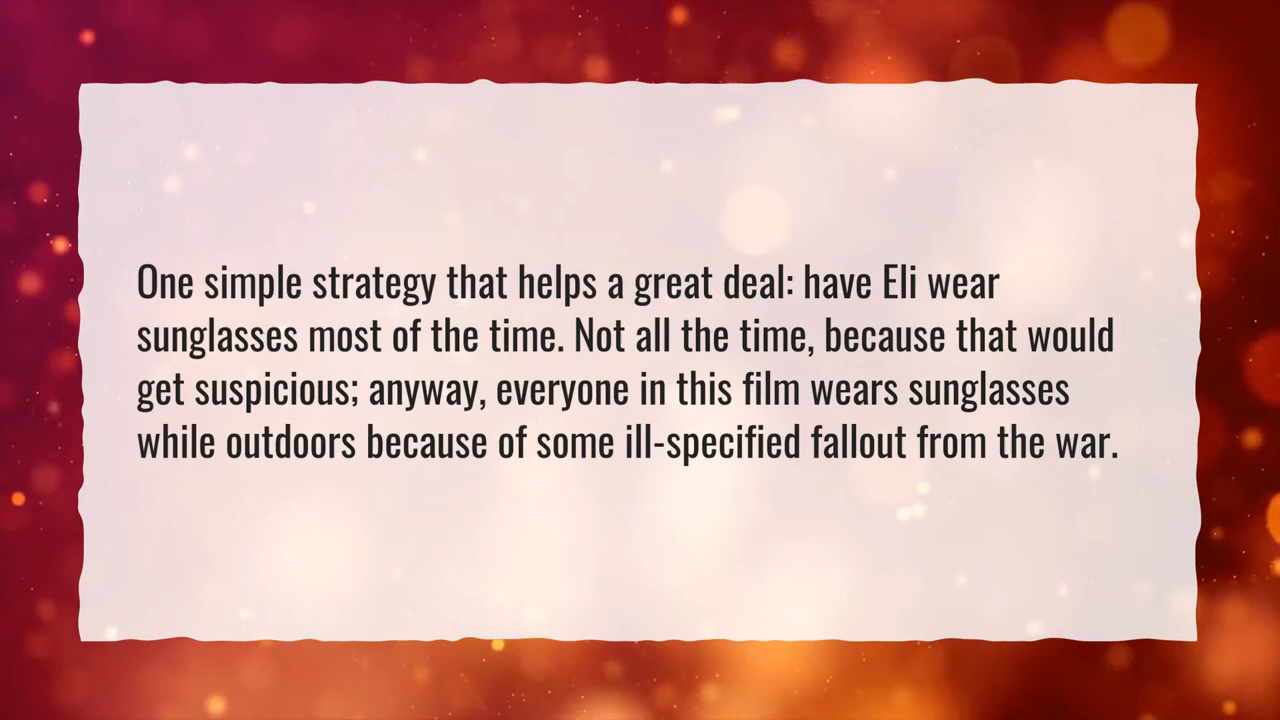 One simple strategy that helps a great deal: have Eli wear
sunglasses most of the time. Not all the time, because that would
get suspicious; anyway, everyone in this film wears sunglasses
while outdoors because of some ill-specified fallout from the war.